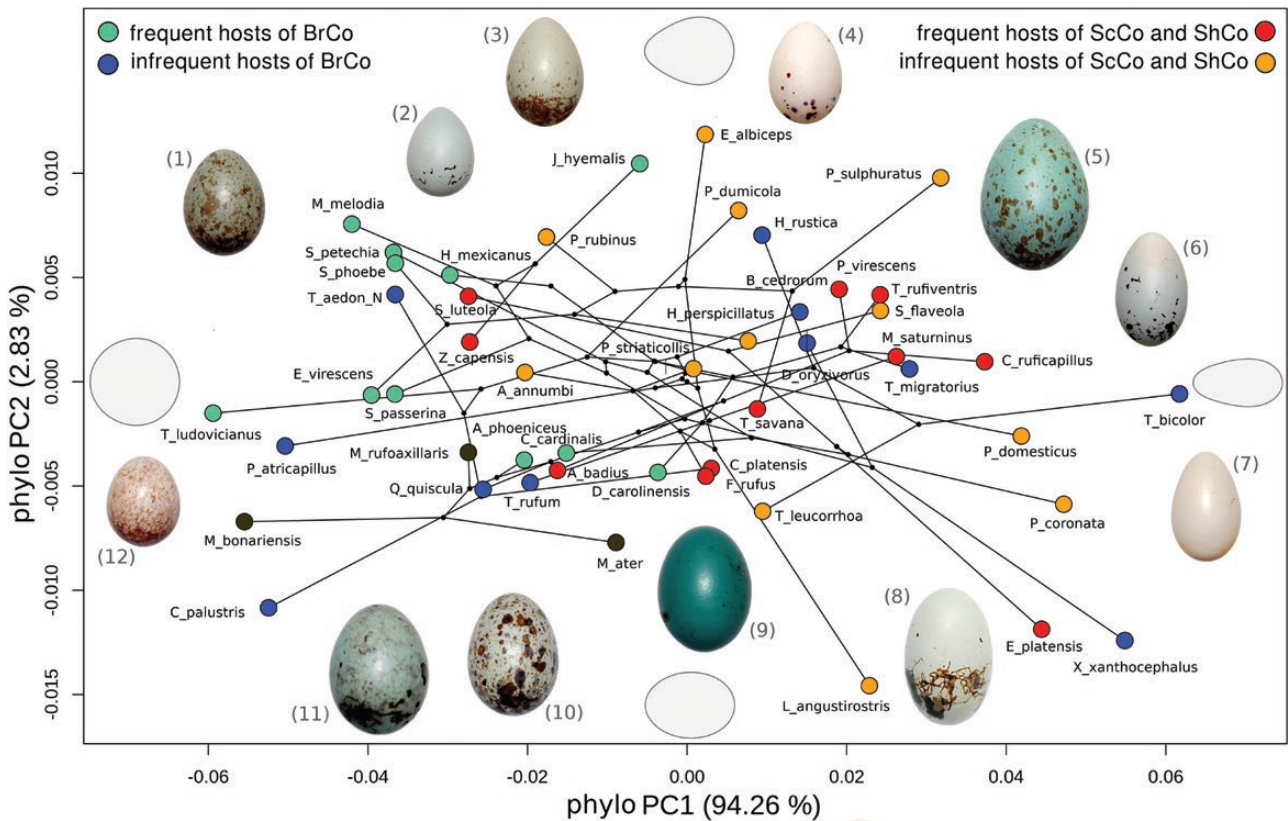 frequent hosts of BrCo
infrequent hosts of BrCo
frequent hosts of ScCo and ShCo
infrequent hosts of ScCo and ShCo
(1)
(2)
(3)
(4)
(5)
(6)
(7)
(8)
(9)
(10)
(11)
(12)
J_hyemalis
E_albiceps
P_sulphuratus
P_dumicola
M_melodia
H_rustica
P_rubinus
S_petechia
H_mexicanus
S_phoebe
P_virescens
B_cedrorum
T_rufiventris
T_aedon_N
S_luteola
H_perspicillatus
S_flaveola
Z_capensis
P_striaticollis
M_saturninus
C_ruficapillus
E_virescens
A_annumbi
D_oryzivorus
T_migratorius
S_passerina
T_savana
T_bicolor
T_ludovicianus
A_phoeniceus
P_domesticus
C_cardinalis
P_atricapillus
M_rufoaxillaris
A_badius
C_platensis
Q_quiscula
T_rufum
D_carolinensis
F_rufus
T_leucorrhoa
P_coronata
M_bonariensis
M_ater
C_palustris
E_platensis
X_xanthocephalus
L_angustirostris
phylo PC2 (2.83 %)
0.010
0.005
0.000
-0.005
-0.010
-0.015
-0.06
-0.04
-0.02
0.00
0.02
0.04
0.06
phylo PC1 (94.26 %)